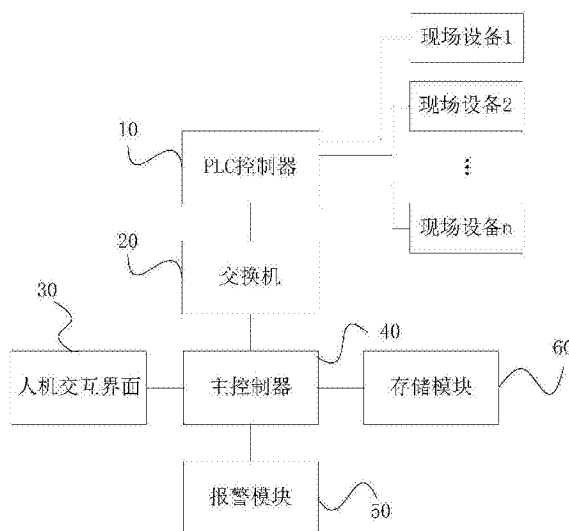 现场设备1
现场设备2
10
PLC控制器
现场设备n
20
交换机
30
40
60
人机交互界面
主控制器
存储模块
报警模块
50